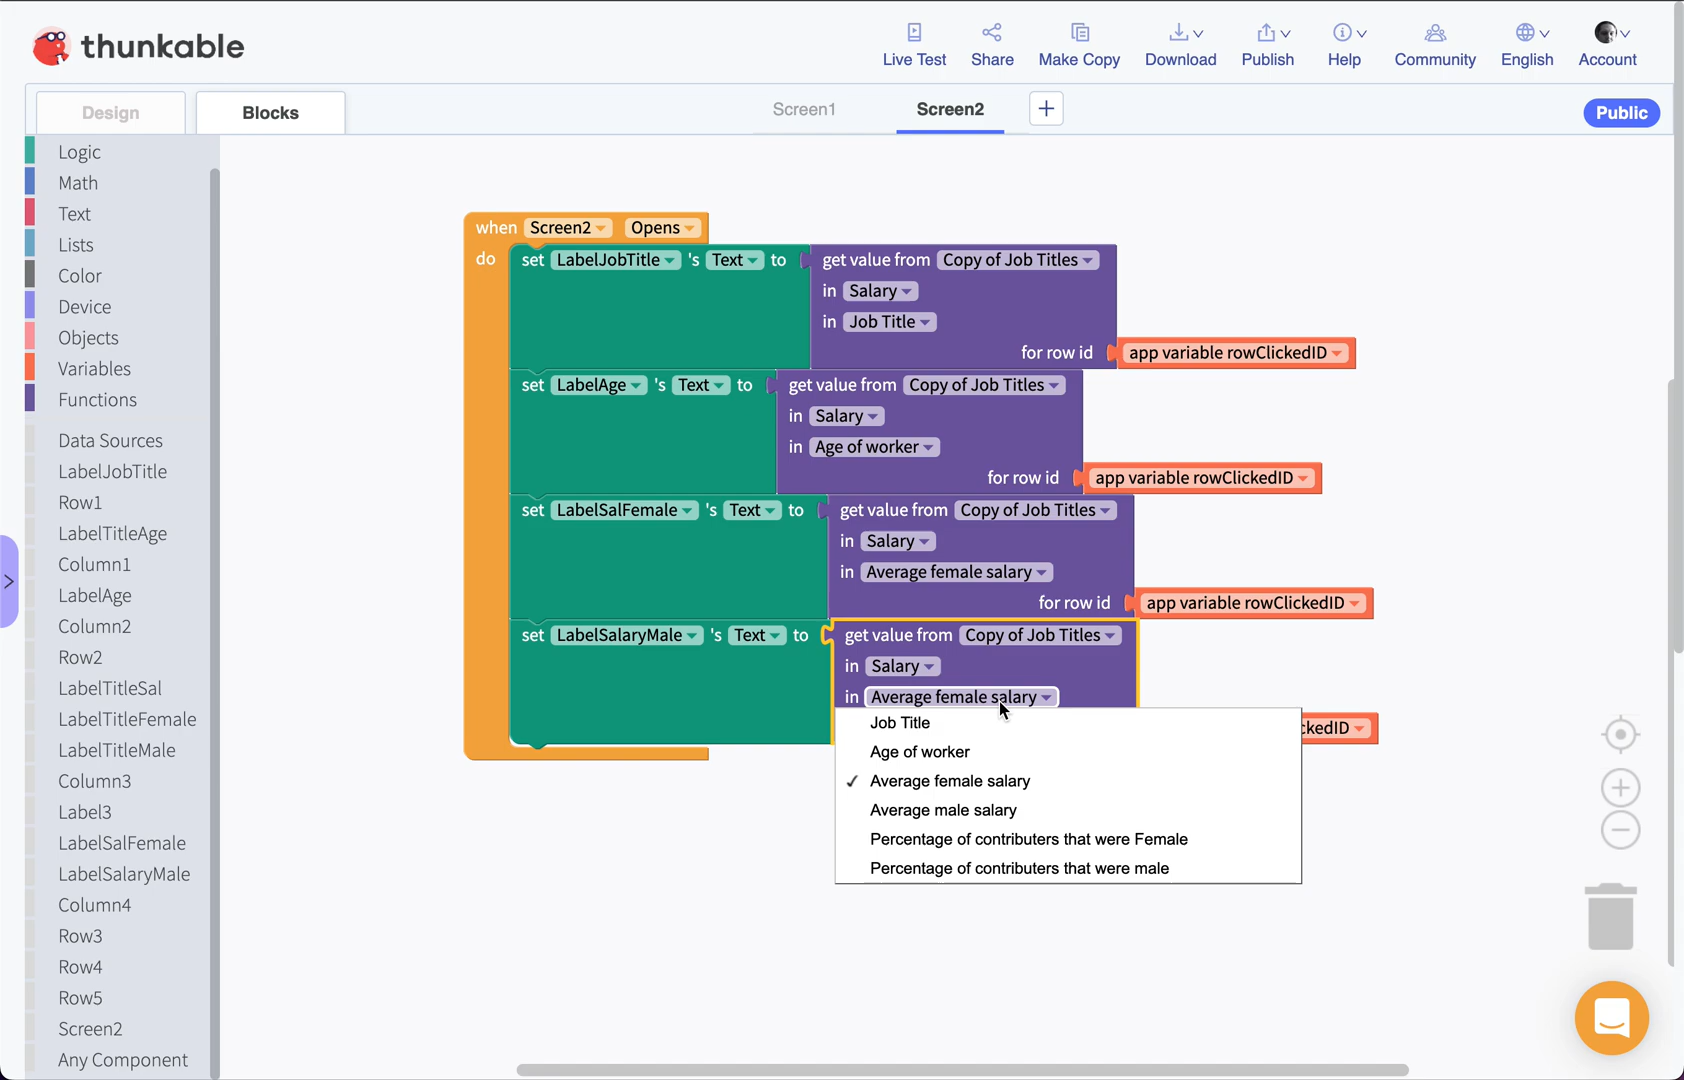 thunkable
Live Test
Share
Make Copy
Download
Publish
Help
Community
English
Account
Design
Blocks
Screen1
Screen2
+
Public
Logic
Math
Text
Lists
Color
Device
Objects
Variables
Functions
Data Sources
LabelJobTitle
Row1
LabelTitleAge
Column1
LabelAge
Column2
Row2
LabelTitleSal
LabelTitleFemale
LabelTitleMale
Column3
Label3
LabelSalFemale
LabelSalaryMale
Column4
Row3
Row4
Row5
Screen2
Any Component
when Screen2 Opens
do set LabelJobTitle 's Text to get value from Copy of Job Titles
in Salary
in Job Title
for row id app variable rowClickedID
set LabelAge 's Text to get value from Copy of Job Titles
in Salary
in Age of worker
for row id app variable rowClickedID
set LabelSalFemale 's Text to get value from Copy of Job Titles
in Salary
in Average female salary
for row id app variable rowClickedID
set LabelSalaryMale 's Text to get value from Copy of Job Titles
in Salary
in Average female salary
ckedID
Job Title
Age of worker
✓ Average female salary
Average male salary
Percentage of contributers that were Female
Percentage of contributers that were male